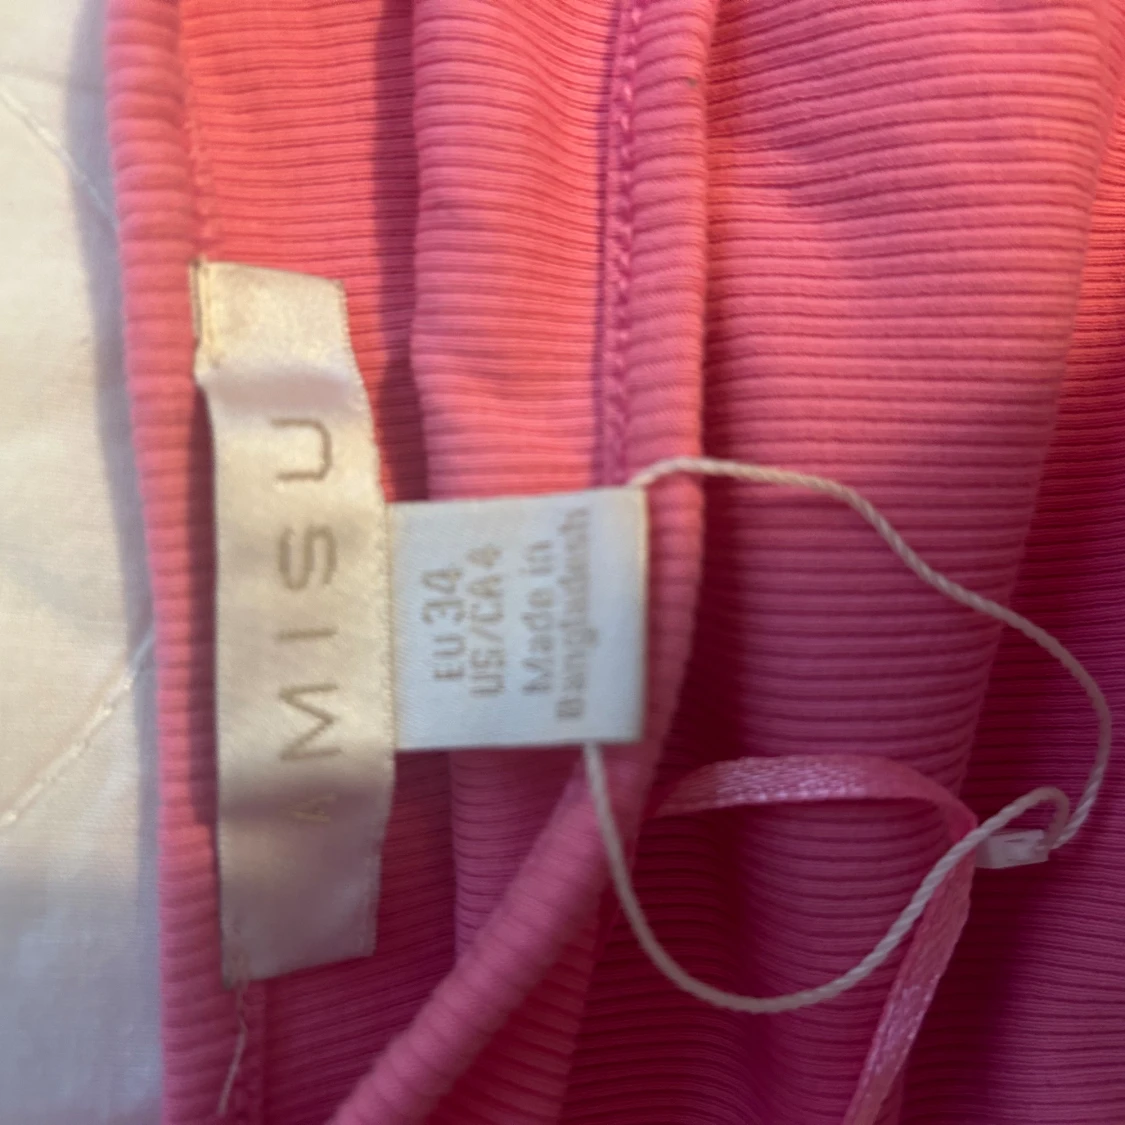 AMISU
EU 34
US/CA 4
Made in
Bangladesh